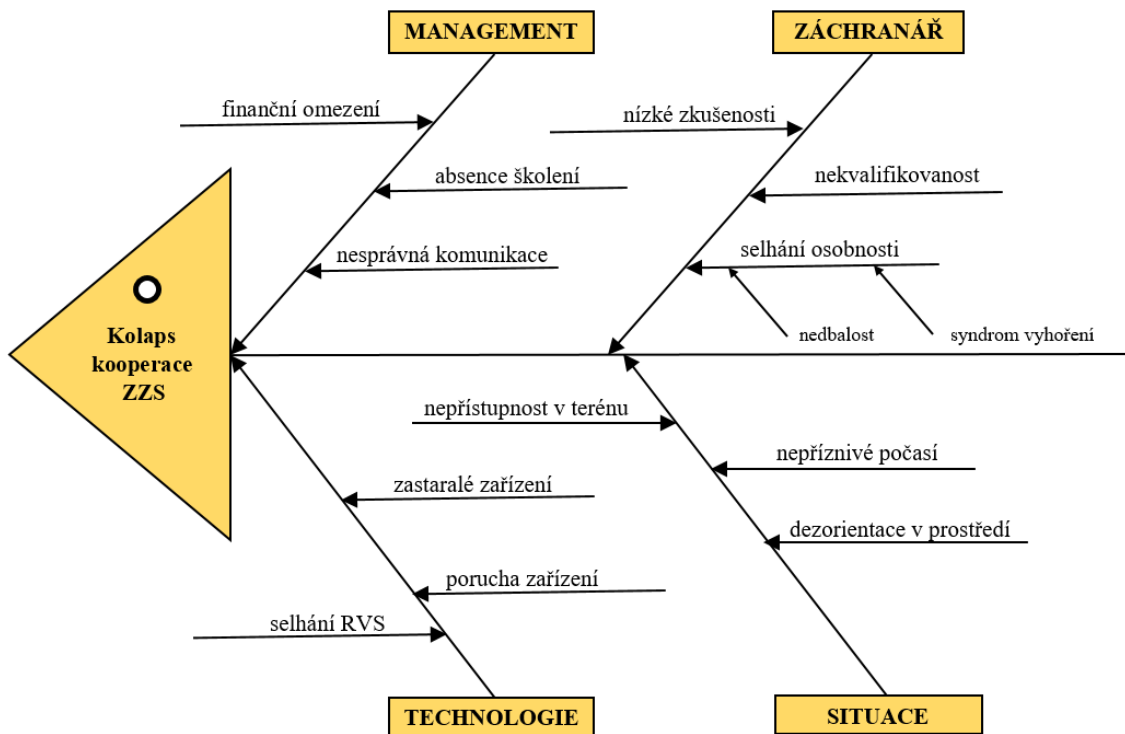 MANAGEMENT
ZÁCHRANÁŘ
finanční omezení
nízké zkušenosti
absence školení
nekvalifikovanost
nesprávná komunikace
selhání osobnosti
nedbalost
syndrom vyhoření
Kolaps
kooperace
ZZS
nepřístupnost v terénu
nepříznivé počasí
zastaralé zařízení
dezorientace v prostředí
porucha zařízení
selhání RVS
TECHNOLOGIE
SITUACE